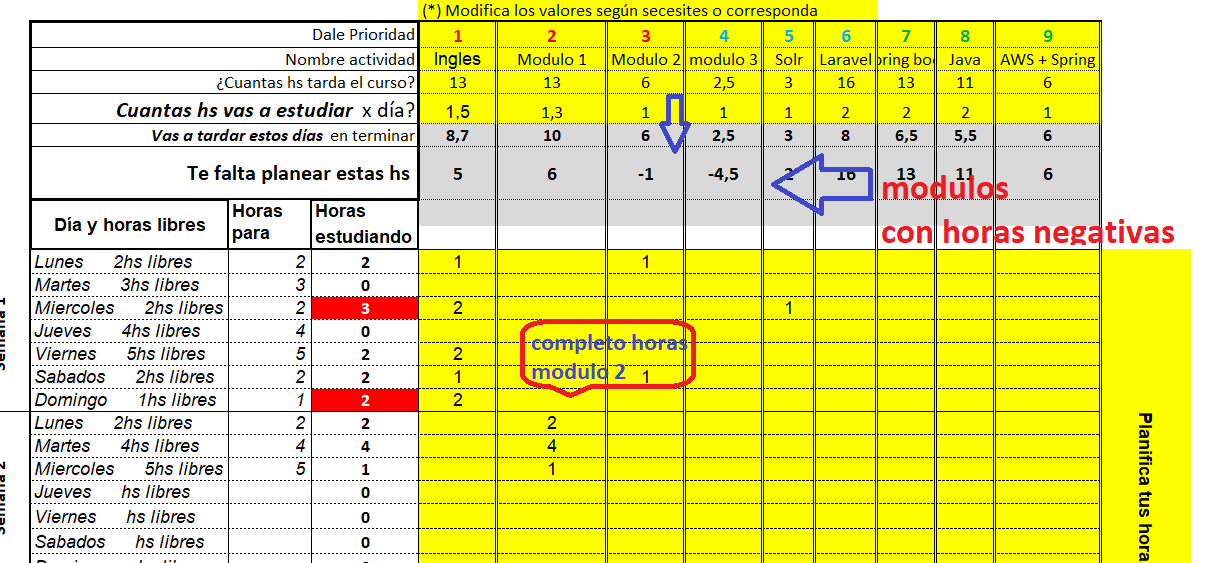 (*) Modifica los valores según secesites o corresponda
Dale Prioridad 1 2 3 4 5 6 7 8 9
Nombre actividad Ingles Modulo 1 Modulo 2 modulo 3 Solr Laravel pring boo Java AWS + Spring
¿Cuantas hs tarda el curso? 13 13 6 2,5 3 16 13 11 6
Cuantas hs vas a estudiar x día? 1,5 1,3 1 1 1 2 2 2 1
Vas a tardar estos días en terminar 8,7 10 6 2,5 3 8 6,5 5,5 6
Te falta planear estas hs 5 6 -1 -4,5 2 16 13 11 6
modulos
con horas negativas
Día y horas libres Horas para Horas estudiando
Semana 1
Lunes 2hs libres 2 2 1 1
Martes 3hs libres 3 0
Miercoles 2hs libres 2 3 2 1
Jueves 4hs libres 4 0
Viernes 5hs libres 5 2 2
Sabados 2hs libres 2 2 1 1
Domingo 1hs libres 1 2 2
completo horas
modulo 2
Semana 2
Lunes 2hs libres 2 2 2
Martes 4hs libres 4 4 4
Miercoles 5hs libres 5 1 1
Jueves hs libres 0
Viernes hs libres 0
Sabados hs libres 0
Planifica tus hora